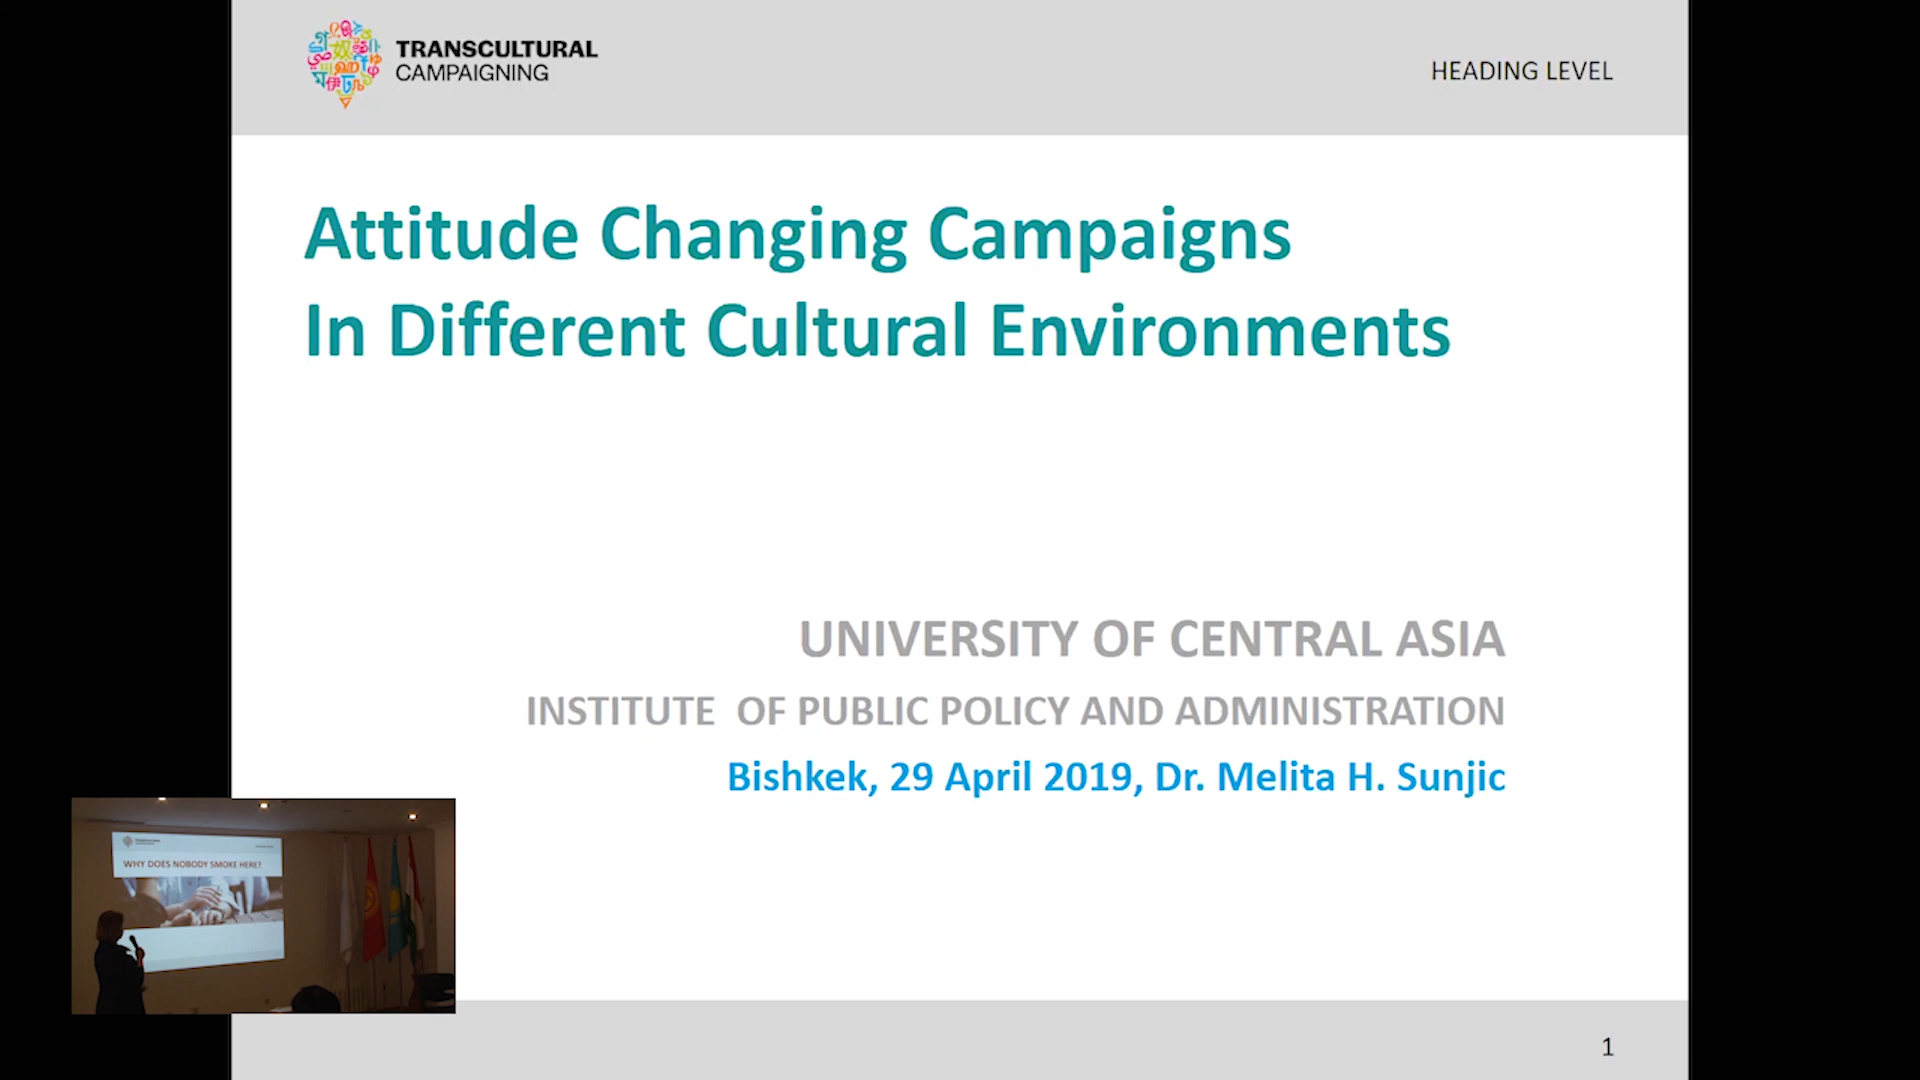 TRANSCULTURAL
CAMPAIGNING
HEADING LEVEL
Attitude Changing Campaigns
In Different Cultural Environments
UNIVERSITY OF CENTRAL ASIA
INSTITUTE OF PUBLIC POLICY AND ADMINISTRATION
Bishkek, 29 April 2019, Dr. Melita H. Sunjic
WHY DOES NOBODY SMOKE HERE?
1